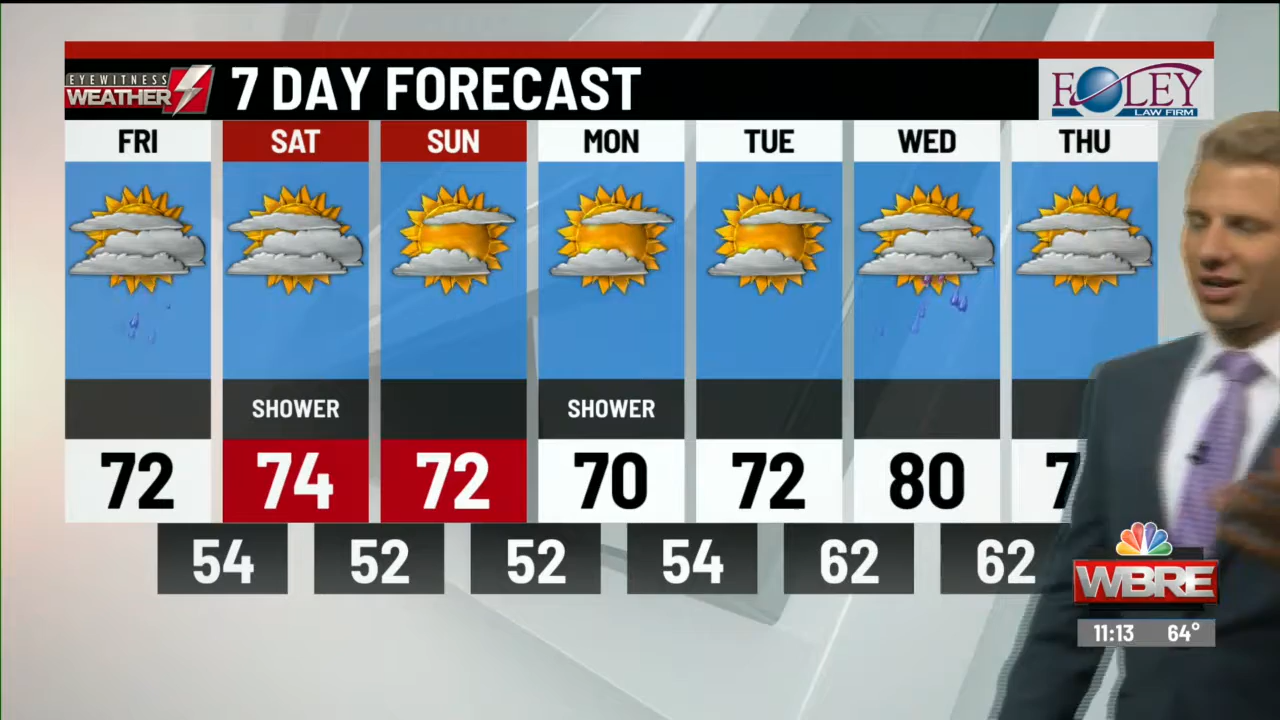 EYEWITNESS
WEATHER
7 DAY FORECAST
FOLEY
LAW FIRM
FRI SAT SUN MON TUE WED THU
SHOWER SHOWER
72 74 72 70 72 80 7
54 52 52 54 62 62
WBRE
11:13 64°